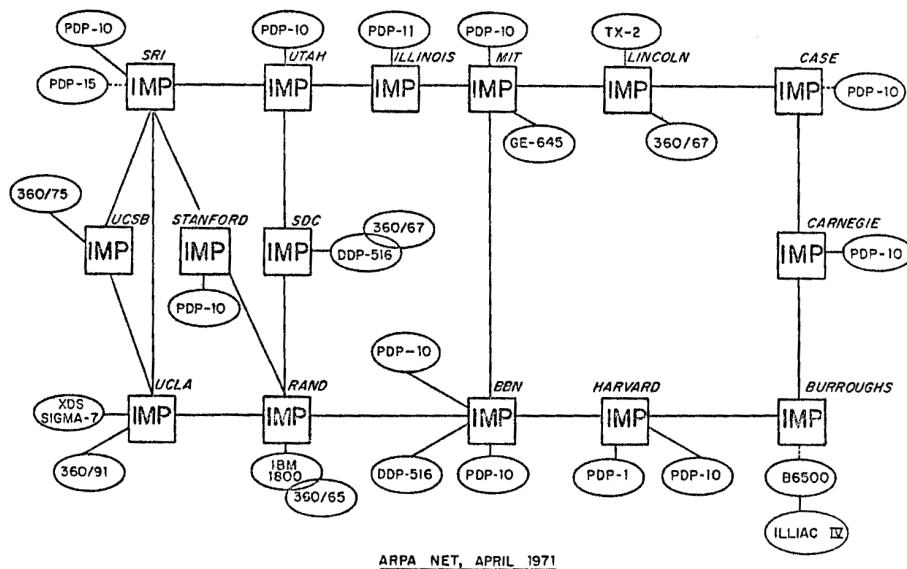 PDP-10
PDP-10
PDP-11
PDP-10
TX-2
SRI
UTAH
ILLINOIS
MIT
LINCOLN
CASE
PDP-15
IMP
IMP
IMP
IMP
IMP
IMP
PDP-10
GE-645
360/67
360/75
UCSB
STANFORD
SDC
360/67
CARNEGIE
IMP
IMP
IMP
DDP-516
IMP
PDP-10
PDP-10
PDP-10
UCLA
RAND
BBN
HARVARD
BURROUGHS
XDS
SIGMA-7
IMP
IMP
IMP
IMP
IMP
360/91
IBM
1800
360/65
DDP-516
PDP-10
PDP-1
PDP-10
B6500
ILLIAC IV
ARPA NET, APRIL 1971